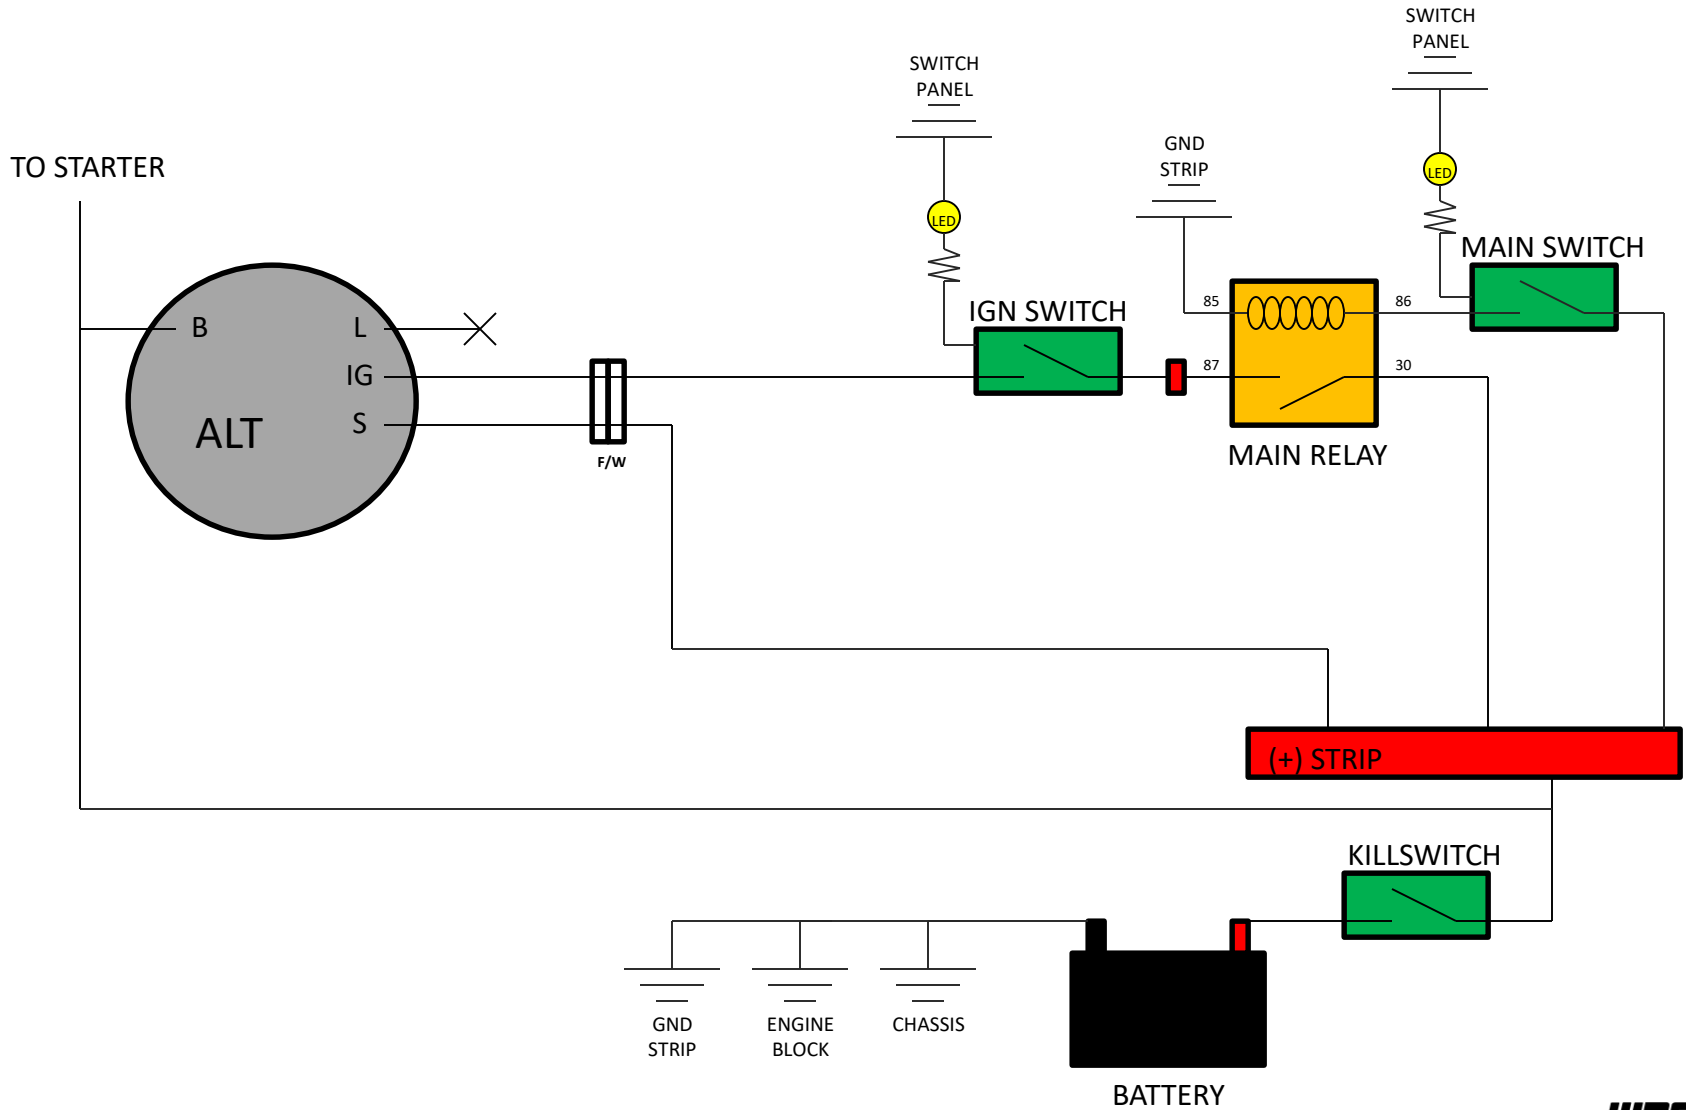 SWITCH
PANEL
SWITCH
PANEL
GND
STRIP
TO STARTER
LED
LED
MAIN SWITCH
IGN SWITCH
85
86
B
L
IG
87
30
S
ALT
MAIN RELAY
F/W
(+) STRIP
KILLSWITCH
GND
STRIP
ENGINE
BLOCK
CHASSIS
BATTERY